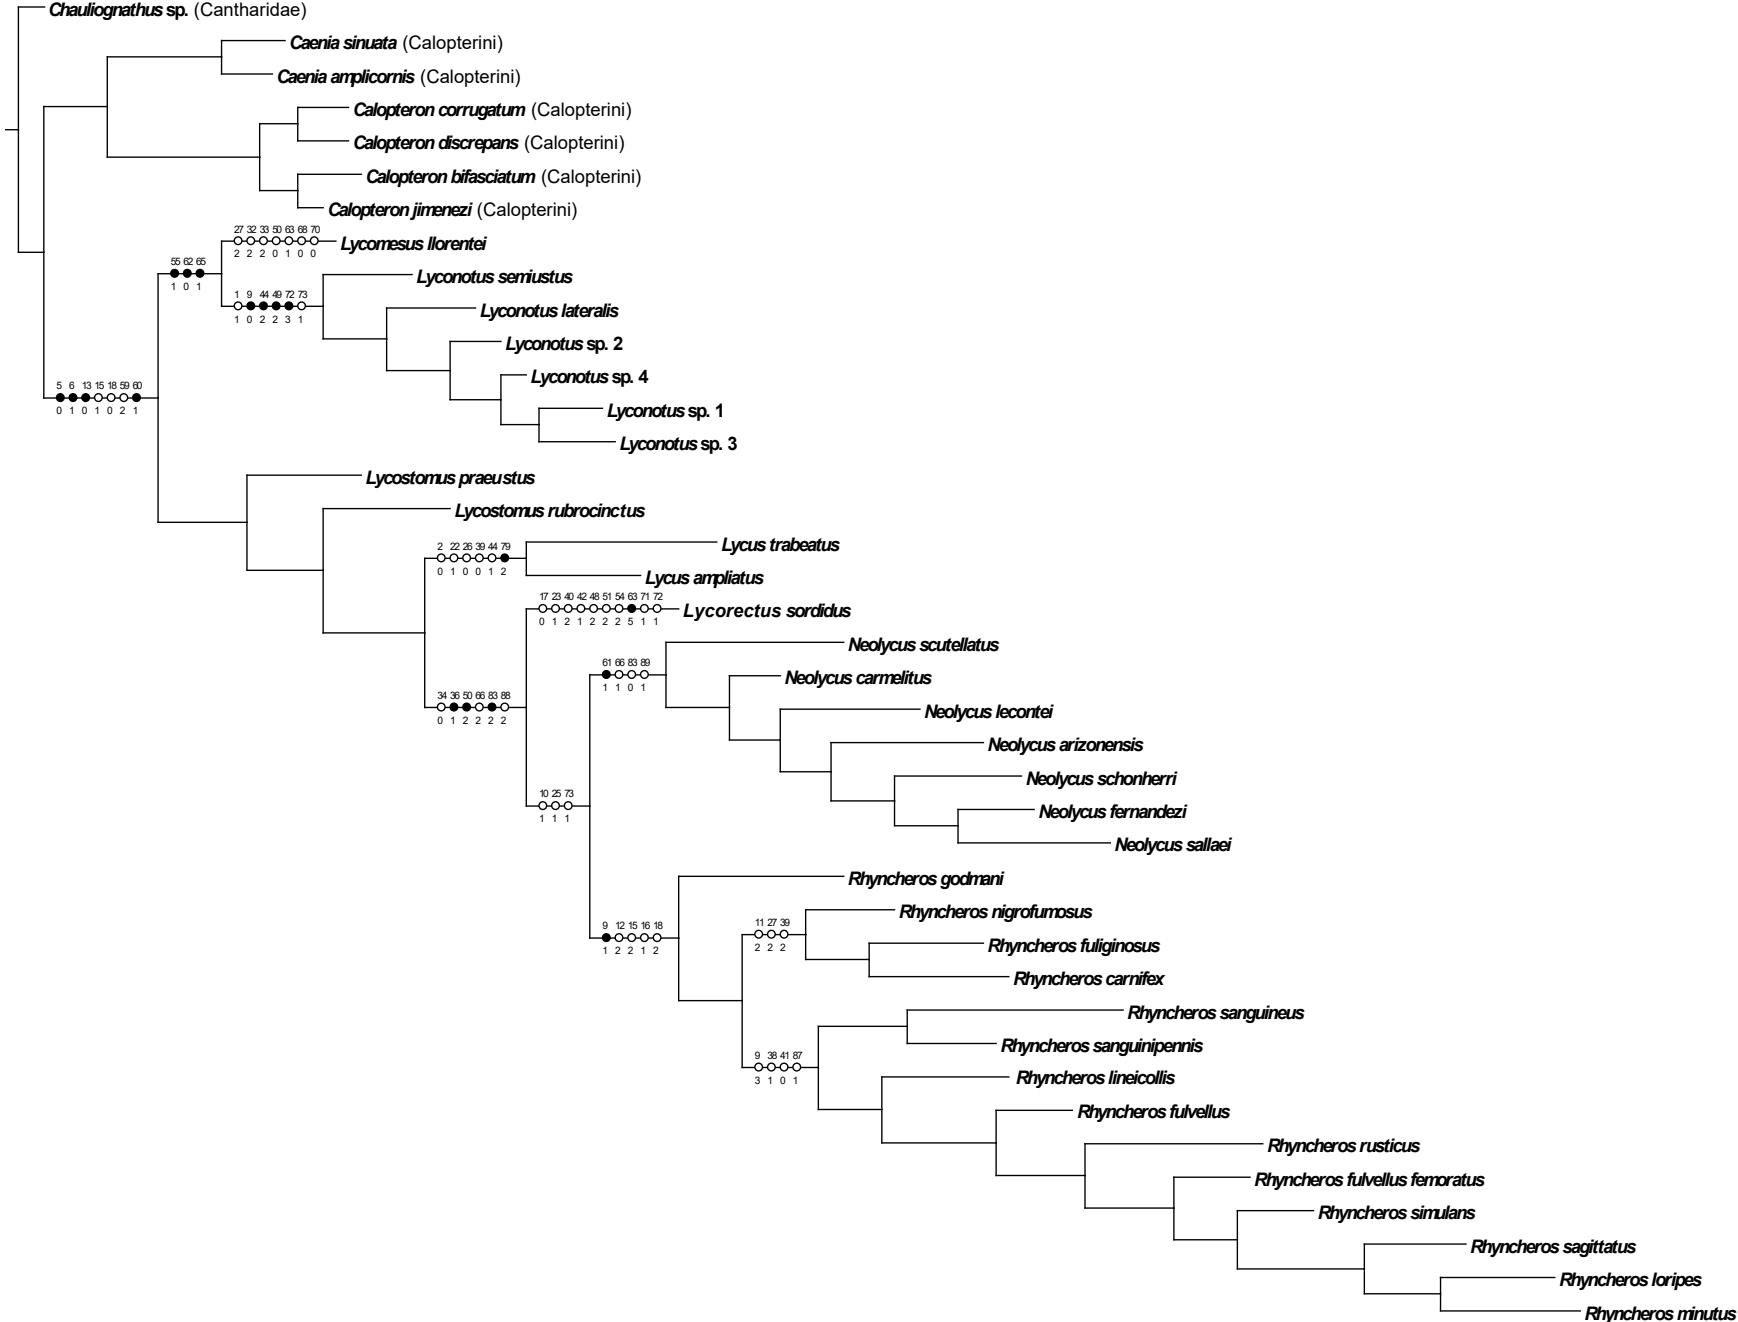 Chauliognathus sp. (Cantharidae)
Caenia sinuata (Calopterini)
Caenia amplicornis (Calopterini)
Calopteron corrugatum (Calopterini)
Calopteron discrepans (Calopterini)
Calopteron bifasciatum (Calopterini)
Calopteron jimenezi (Calopterini)
27 32 33 50 63 68 70
Lycomesus llorentei
2 2 2 0 1 0 0
55 62 65
1 0 1
Lyconotus semiustus
1 9 44 49 72 73
1 0 2 2 3 1
Lyconotus lateralis
Lyconotus sp. 2
Lyconotus sp. 4
5 6 13 15 18 59 60
0 1 0 1 0 2 1
Lyconotus sp. 1
Lyconotus sp. 3
Lycostomus praeustus
Lycostomus rubrocinctus
2 22 26 39 44 79
0 1 0 0 1 2
Lycus trabeatus
Lycus ampliatus
17 23 40 42 48 51 54 63 71 72
Lycorectus sordidus
0 1 2 1 2 2 2 5 1 1
Neolycus scutellatus
61 66 83 89
1 1 0 1
Neolycus carmelitus
34 36 50 66 83 88
0 1 2 2 2 2
Neolycus lecontei
Neolycus arizonensis
Neolycus schonherri
10 25 73
1 1 1
Neolycus fernandezi
Neolycus sallaei
Rhyncheros godmani
9 12 15 16 18
1 2 2 1 2
Rhyncheros nigrofumosus
11 27 39
2 2 2
Rhyncheros fuliginosus
Rhyncheros carnifex
Rhyncheros sanguineus
Rhyncheros sanguinipennis
9 38 41 87
3 1 0 1
Rhyncheros lineicollis
Rhyncheros fulvellus
Rhyncheros rusticus
Rhyncheros fulvellus femoratus
Rhyncheros simulans
Rhyncheros sagittatus
Rhyncheros loripes
Rhyncheros minutus